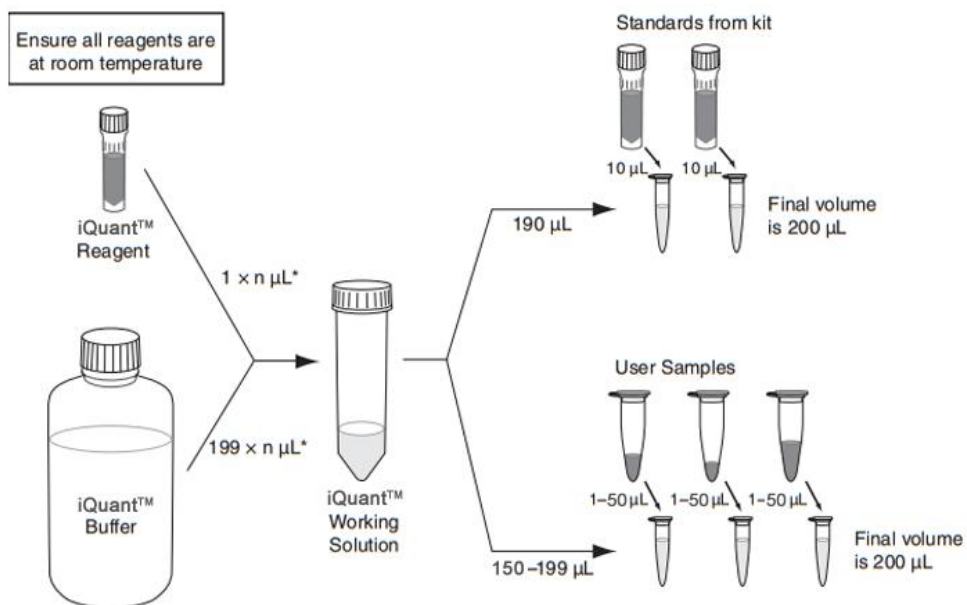 Ensure all reagents are
at room temperature
iQuant™
Reagent
1 × n µL*
199 × n µL*
iQuant™
Buffer
iQuant™
Working
Solution
190 µL
150–199 µL
Standards from kit
10 µL
10 µL
Final volume
is 200 µL
User Samples
1–50 µL
1–50 µL
1–50 µL
Final volume
is 200 µL